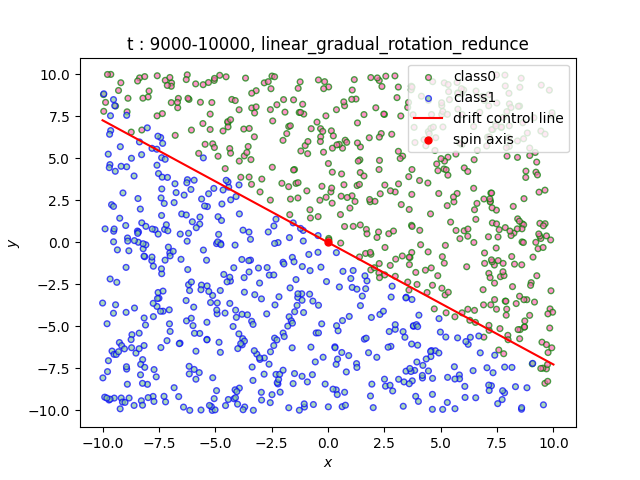 t : 9000-10000, linear_gradual_rotation_redunce
class0
class1
drift control line
spin axis
10.0
7.5
5.0
2.5
0.0
−2.5
−5.0
−7.5
−10.0
y
−10.0 −7.5 −5.0 −2.5 0.0 2.5 5.0 7.5 10.0
x